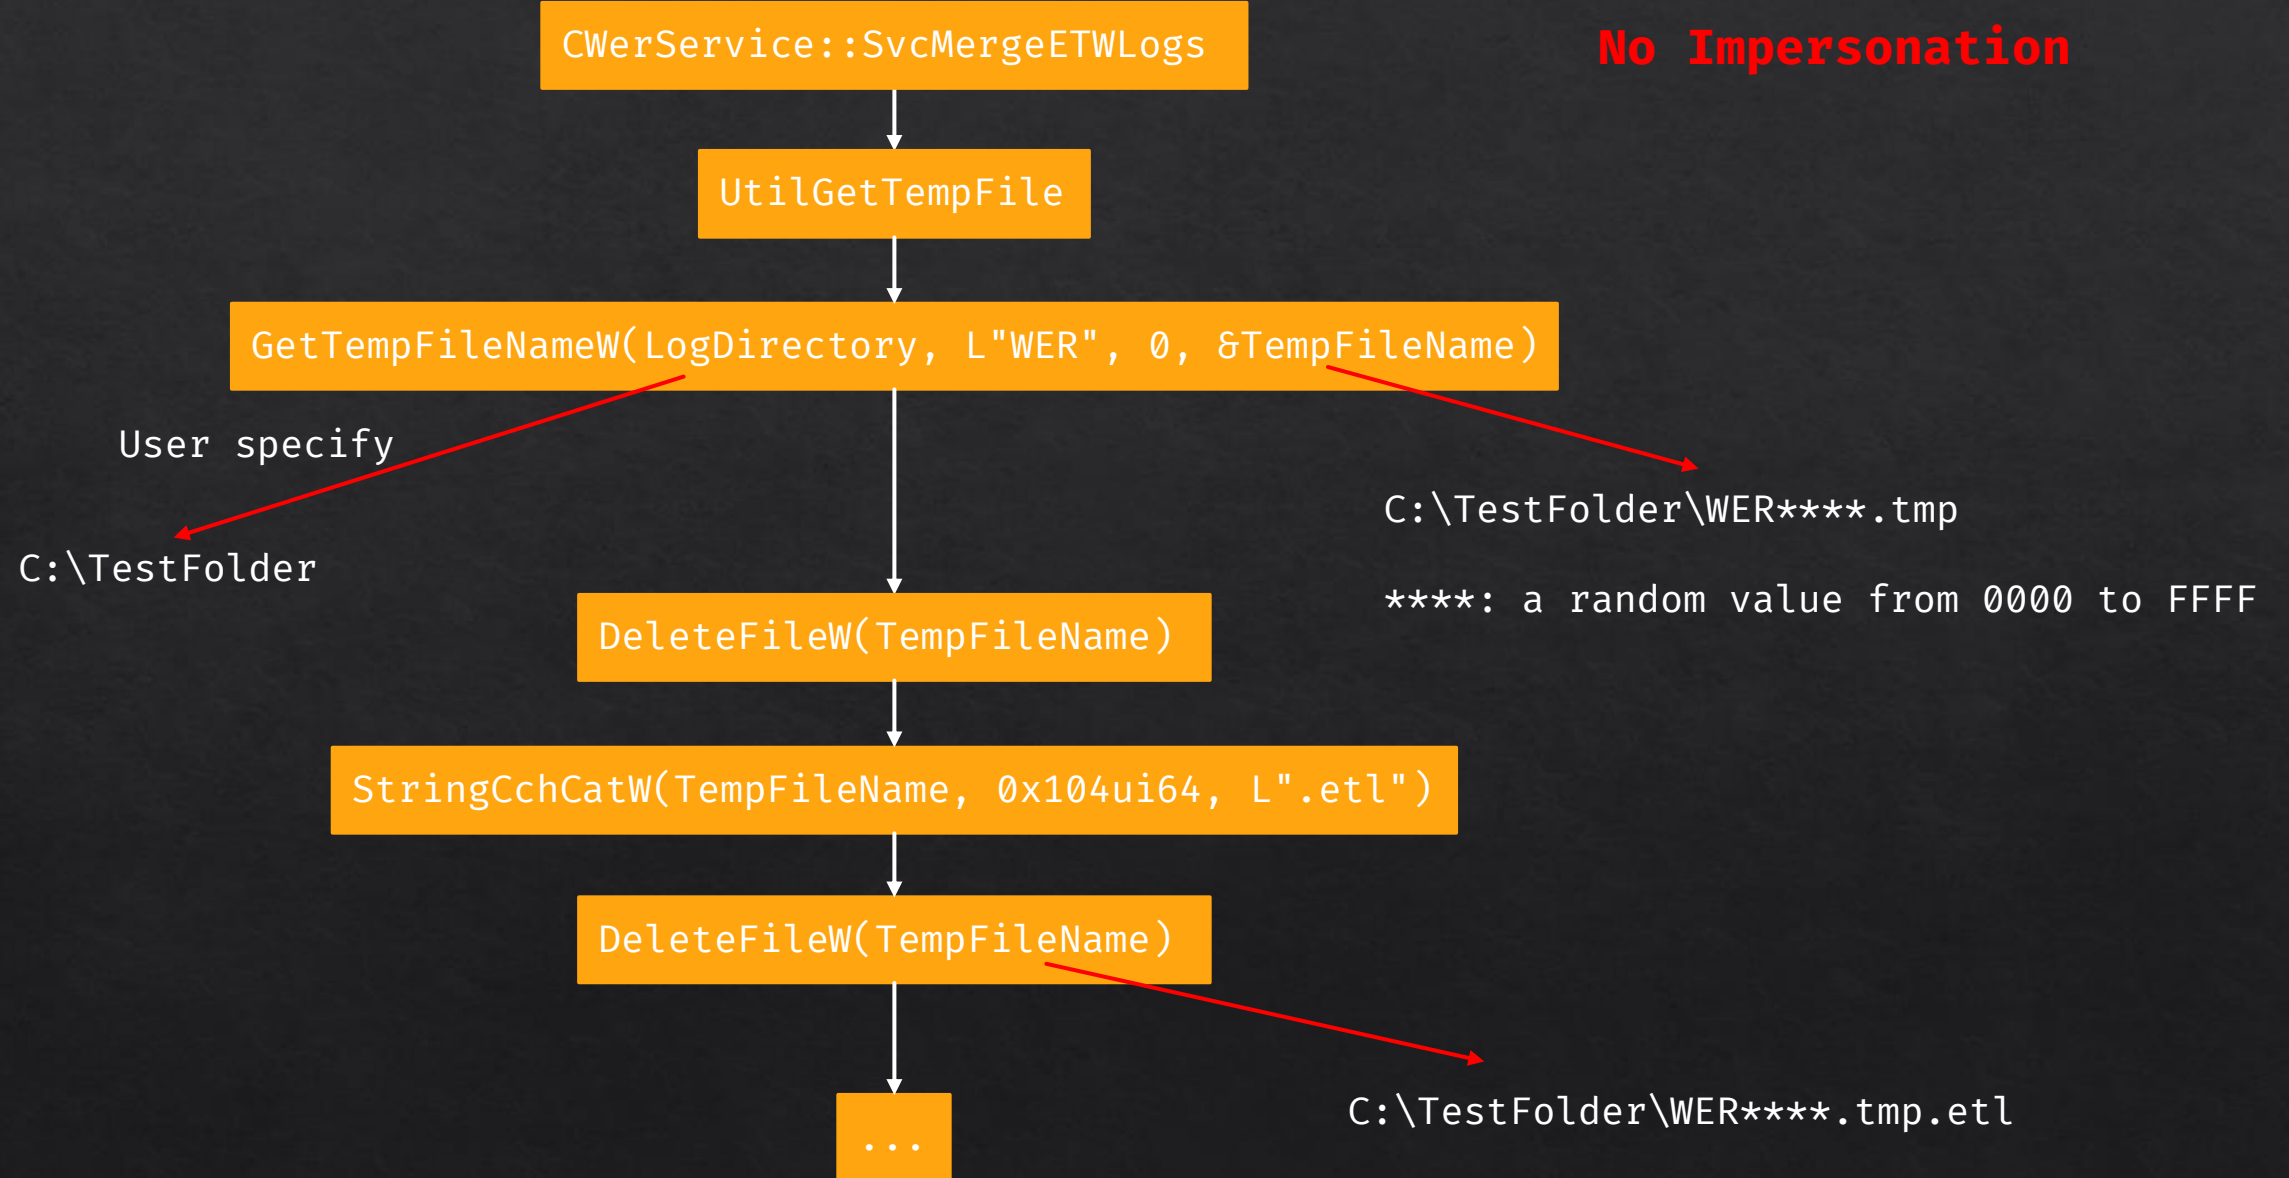 CWerService::SvcMergeETWLogs
No Impersonation
UtilGetTempFile
GetTempFileNameW(LogDirectory, L"WER", 0, &TempFileName)
User specify
C:\TestFolder
C:\TestFolder\WER****.tmp
****: a random value from 0000 to FFFF
DeleteFileW(TempFileName)
StringCchCatW(TempFileName, 0x104ui64, L".etl")
DeleteFileW(TempFileName)
C:\TestFolder\WER****.tmp.etl
...